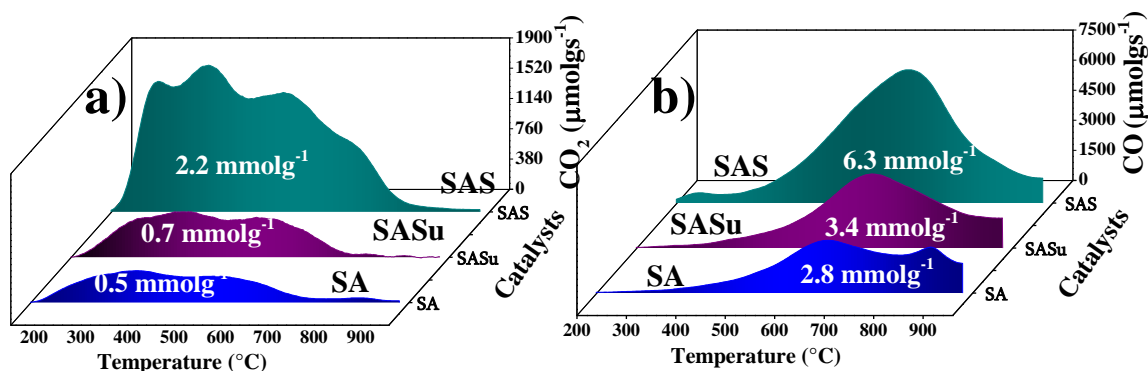 a)
1900
1520
1140
760
380
0
CO₂ (µmolgs⁻¹)
2.2 mmolg⁻¹
SAS
0.7 mmolg⁻¹
SASu
0.5 mmolg⁻¹
SA
SAS
SASu
SA
Catalysts
200 300 400 500 600 700 800 900
Temperature (°C)
b)
7500
6000
4500
3000
1500
0
CO (µmolgs⁻¹)
6.3 mmolg⁻¹
SAS
3.4 mmolg⁻¹
SASu
2.8 mmolg⁻¹
SA
SAS
SASu
SA
Catalysts
200 300 400 500 600 700 800 900
Temperature (°C)